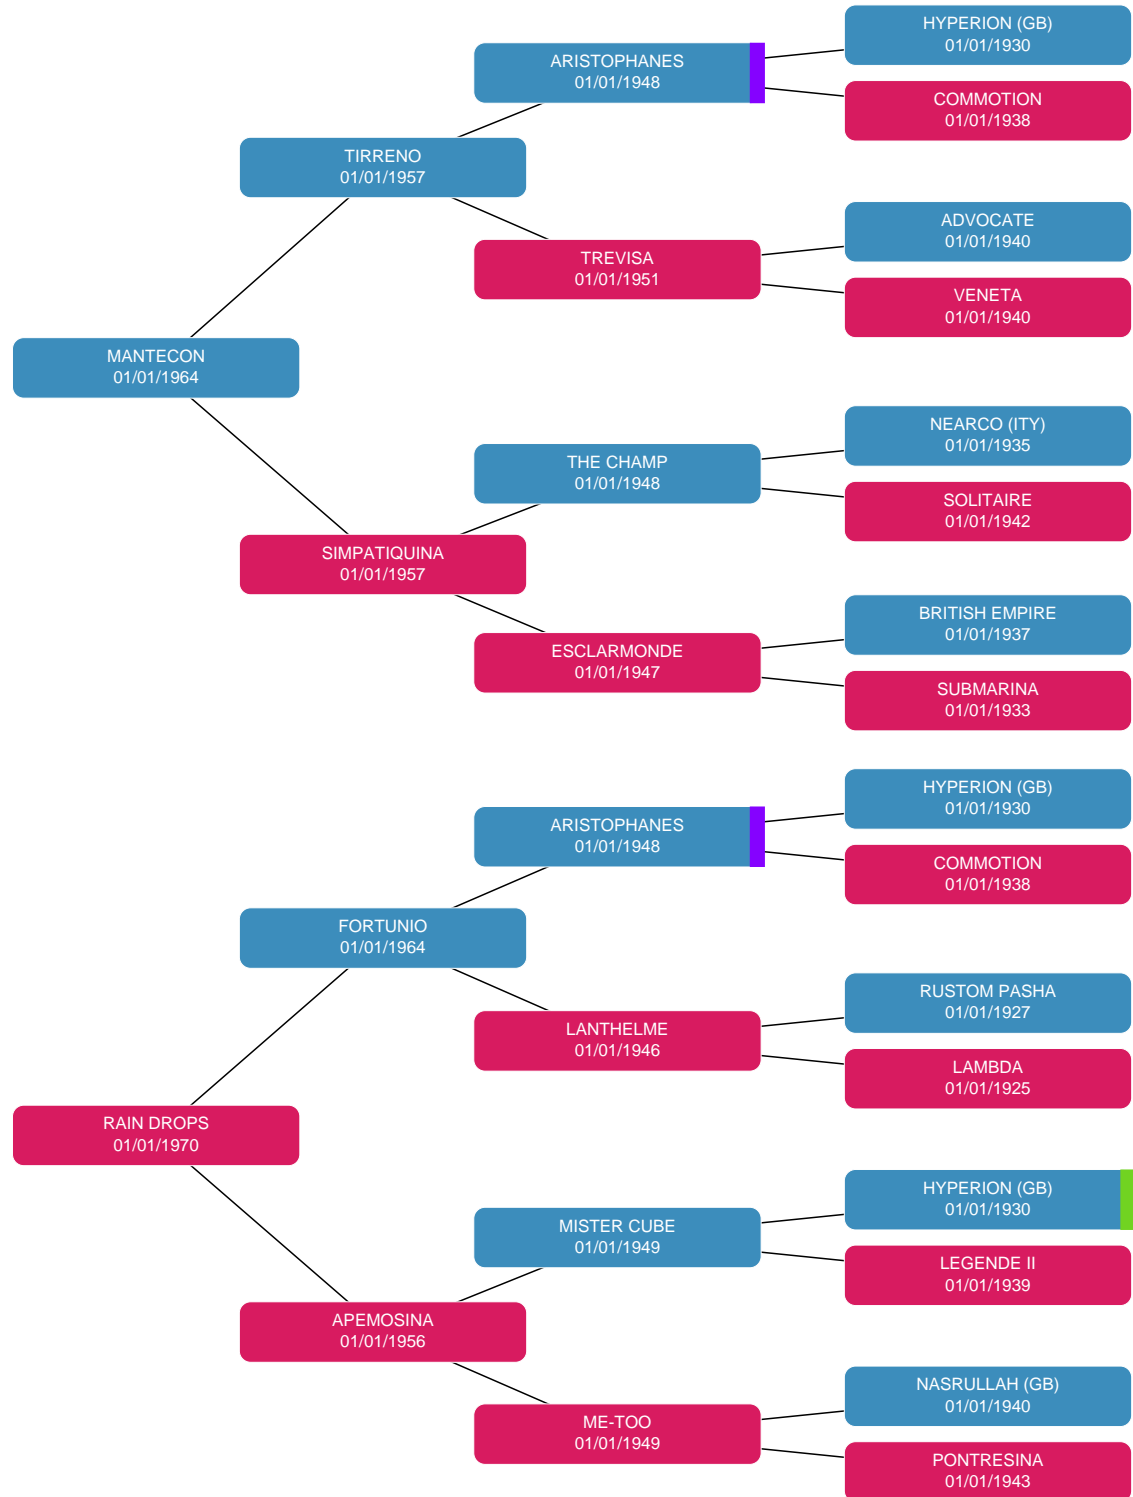 HYPERION (GB)
01/01/1930
ARISTOPHANES
01/01/1948
COMMOTION
01/01/1938
TIRRENO
01/01/1957
ADVOCATE
01/01/1940
TREVISA
01/01/1951
VENETA
01/01/1940
MANTECON
01/01/1964
NEARCO (ITY)
01/01/1935
THE CHAMP
01/01/1948
SOLITAIRE
01/01/1942
SIMPATIQUINA
01/01/1957
BRITISH EMPIRE
01/01/1937
ESCLARMONDE
01/01/1947
SUBMARINA
01/01/1933
HYPERION (GB)
01/01/1930
ARISTOPHANES
01/01/1948
COMMOTION
01/01/1938
FORTUNIO
01/01/1964
RUSTOM PASHA
01/01/1927
LANTHELME
01/01/1946
LAMBDA
01/01/1925
RAIN DROPS
01/01/1970
HYPERION (GB)
01/01/1930
MISTER CUBE
01/01/1949
LEGENDE II
01/01/1939
APEMOSINA
01/01/1956
NASRULLAH (GB)
01/01/1940
ME-TOO
01/01/1949
PONTRESINA
01/01/1943